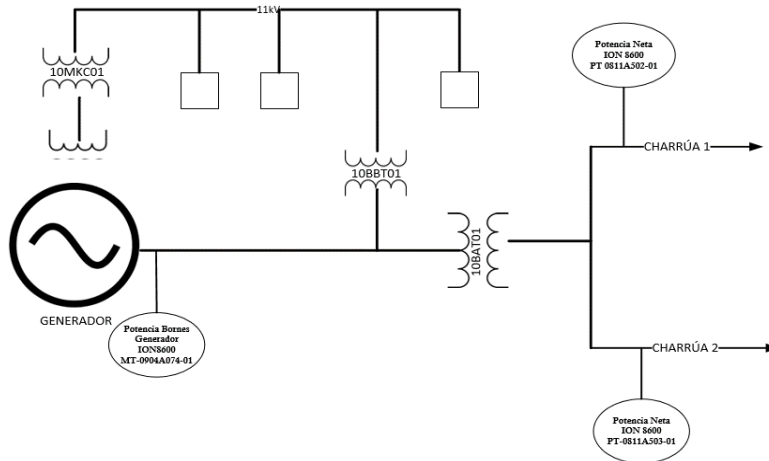 11kV
10MKC01
Potencia Neta
ION 8600
PT 0811A502-01
CHARRÚA 1
10BBT01
10BAT01
GENERADOR
Potencia Bornes
Generador
ION8600
MT-0904A074-01
CHARRÚA 2
Potencia Neta
ION 8600
PT-0811A503-01